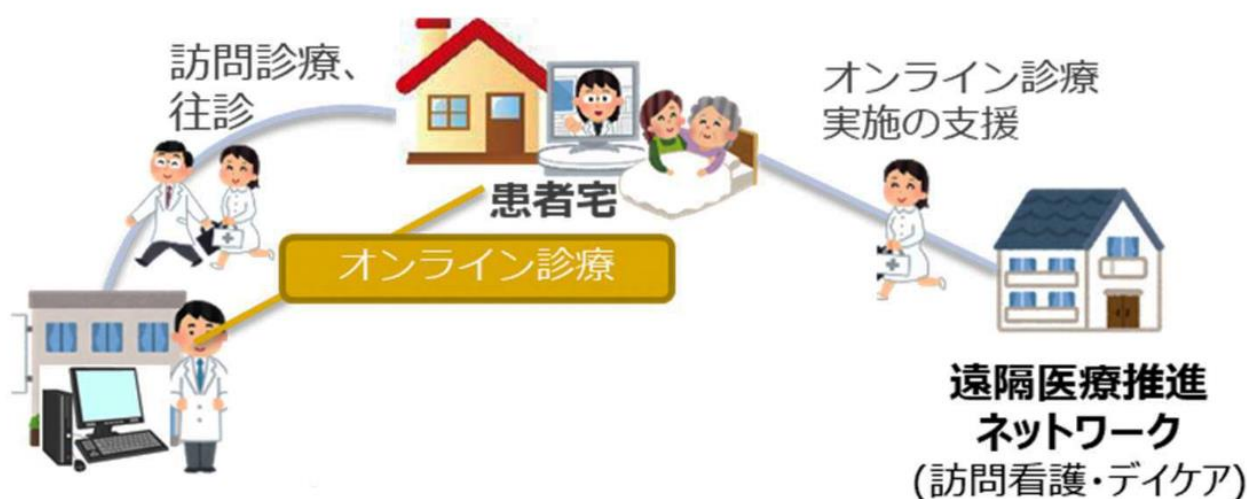 訪問診療、
往診
オンライン診療
実施の支援
患者宅
オンライン診療
遠隔医療推進
ネットワーク
(訪問看護・デイケア)